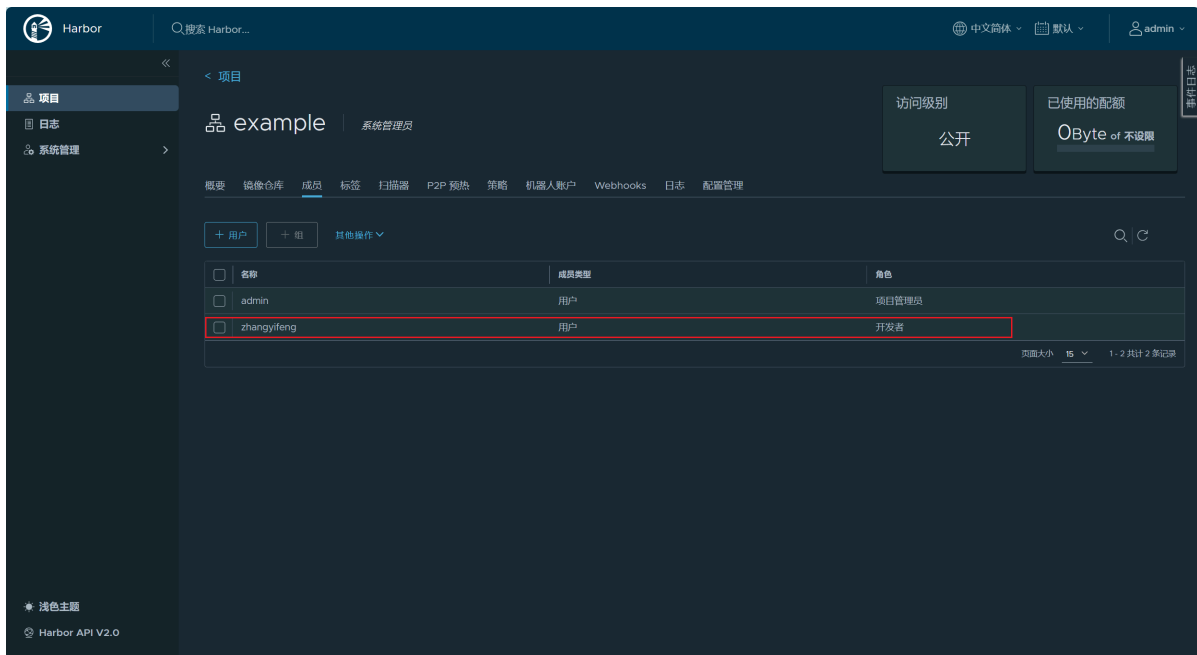 Harbor
搜索 Harbor...
中文简体
默认
admin
«
项目
日志
系统管理
< 项目
example
系统管理员
访问级别
公开
已使用的配额
0Byte of 不设限
事件日志
概要 镜像仓库 成员 标签 扫描器 P2P 预热 策略 机器人账户 Webhooks 日志 配置管理
+ 用户 + 组 其他操作
名称 成员类型 角色
admin 用户 项目管理员
zhangyifeng 用户 开发者
页面大小 15 1 - 2 共计 2 条记录
浅色主题
Harbor API V2.0